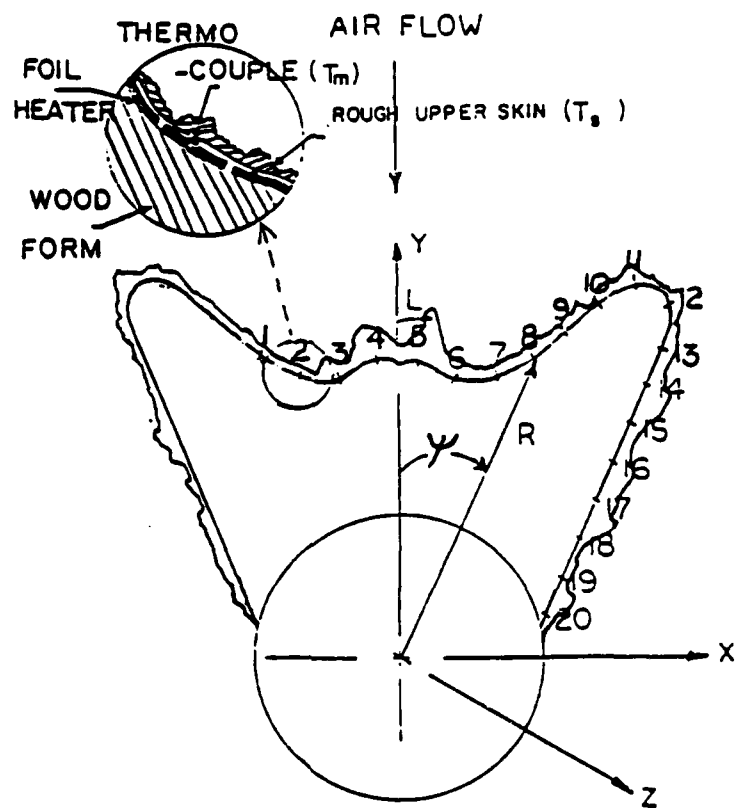 THERMO
-COUPLE (Tm)
AIR FLOW
FOIL
HEATER
ROUGH UPPER SKIN (Ts)
WOOD
FORM
Y
Y
L
1
2
3
4
5
6
7
8
9
10
11
12
13
14
15
16
17
18
19
20
R
ψ
X
Z